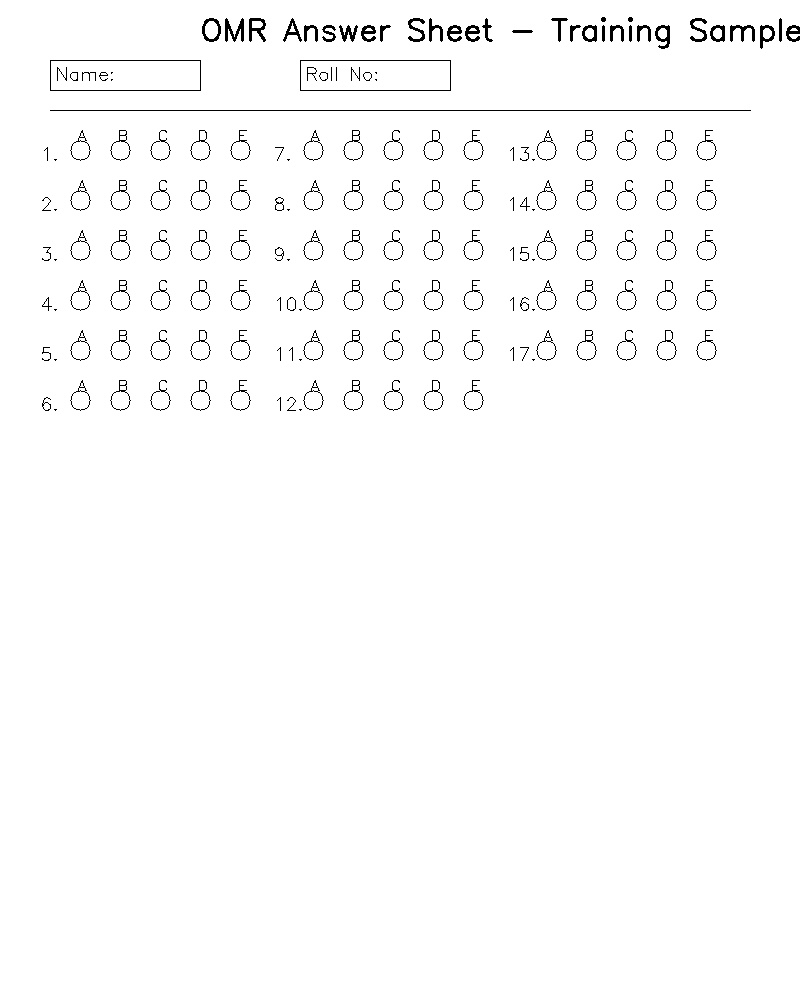 OMR Answer Sheet - Training Sample
Name: Roll No:
A B C D E A B C D E A B C D E
1. 7. 13.
A B C D E A B C D E A B C D E
2. 8. 14.
A B C D E A B C D E A B C D E
3. 9. 15.
A B C D E A B C D E A B C D E
4. 10. 16.
A B C D E A B C D E A B C D E
5. 11. 17.
A B C D E A B C D E
6. 12.